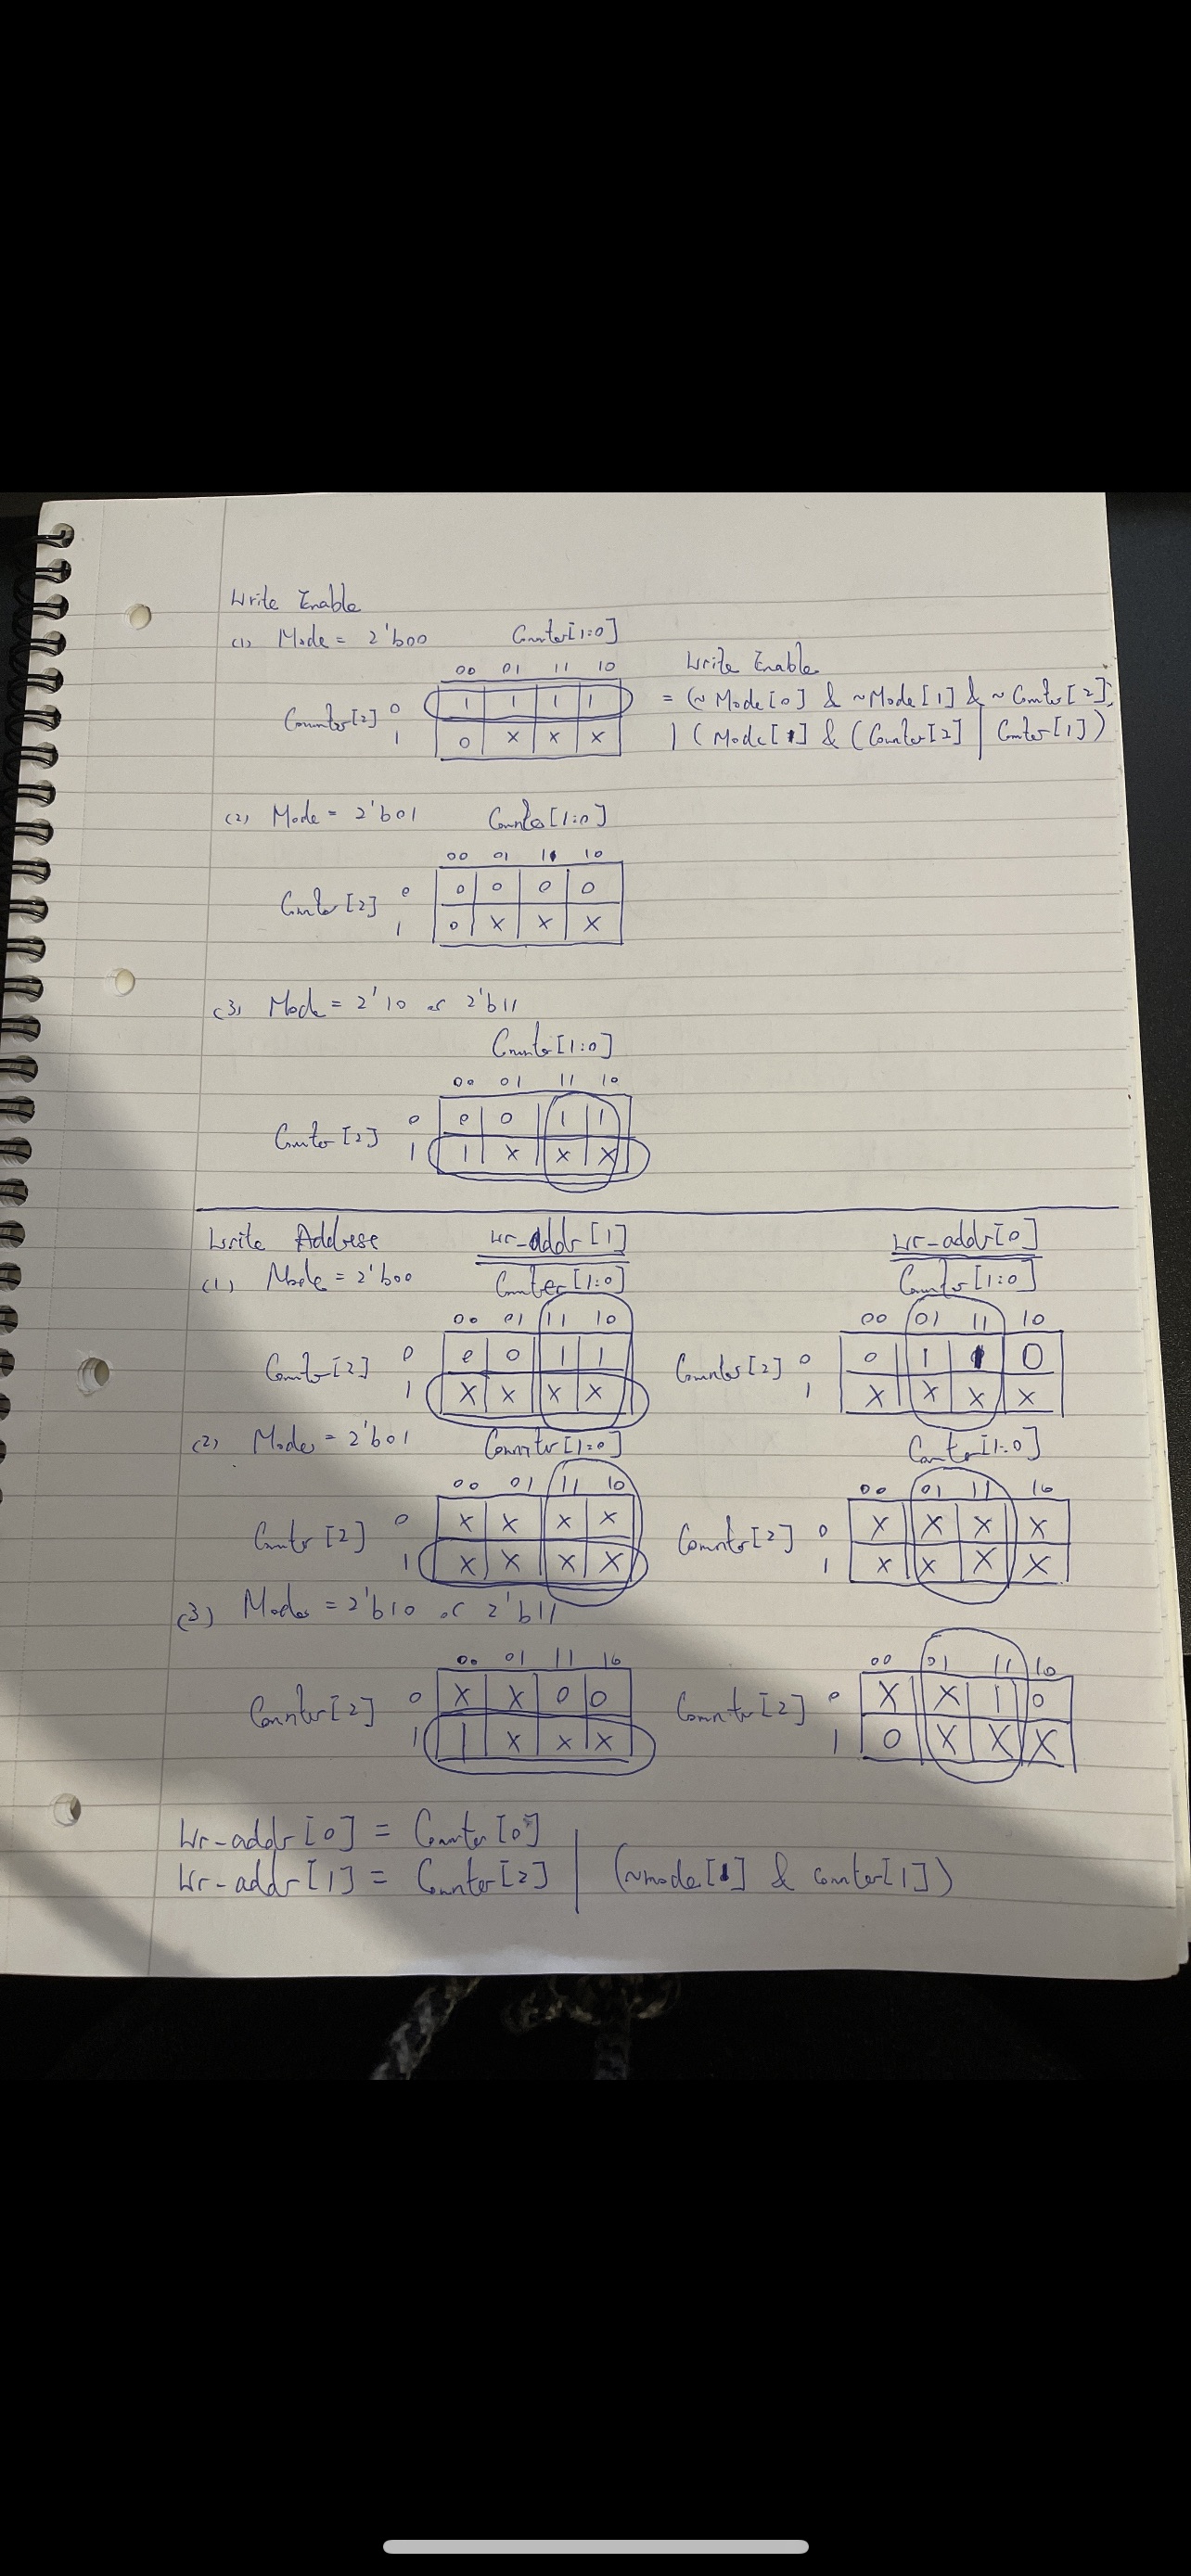 Write Enable
(1) Mode = 2'b00 Counter[1:0]
00 01 11 10 Write Enable
Counter[2] 0 1 1 1 1 = (~Mode[0] & ~Mode[1] & ~Counter[2])
1 0 x x x | (Mode[1] & (Counter[2] | Counter[1])
(2) Mode = 2'b01 Counter[1:0]
00 01 11 10
Counter[2] 0 0 0 0 0
1 0 x x x
(3) Mode = 2'10 or 2'b11
Counter[1:0]
00 01 11 10
Counter[2] 0 0 0 1 1
1 1 x x x
Write Address wr-addr[1] wr-addr[0]
(1) Mode = 2'b00 Counter[1:0] Counter[1:0]
00 01 11 10 00 01 11 10
Counter[2] 0 0 0 1 1 Counter[2] 0 0 1 1 0
1 x x x x 1 x x x x
(2) Mode = 2'b01 Counter[1:0] Counter[1:0]
00 01 11 10 00 01 11 10
Counter[2] 0 x x x x Counter[2] 0 x x x x
1 x x x x 1 x x x x
(3) Mode = 2'b10 or 2'b11
00 01 11 10 00 01 11 10
Counter[2] 0 x x 0 0 Counter[2] 0 x x 1 0
1 1 x x x 1 0 x x x
Wr-addr[0] = Counter[0]
Wr-addr[1] = Counter[2] | (~mode[1] & counter[1])